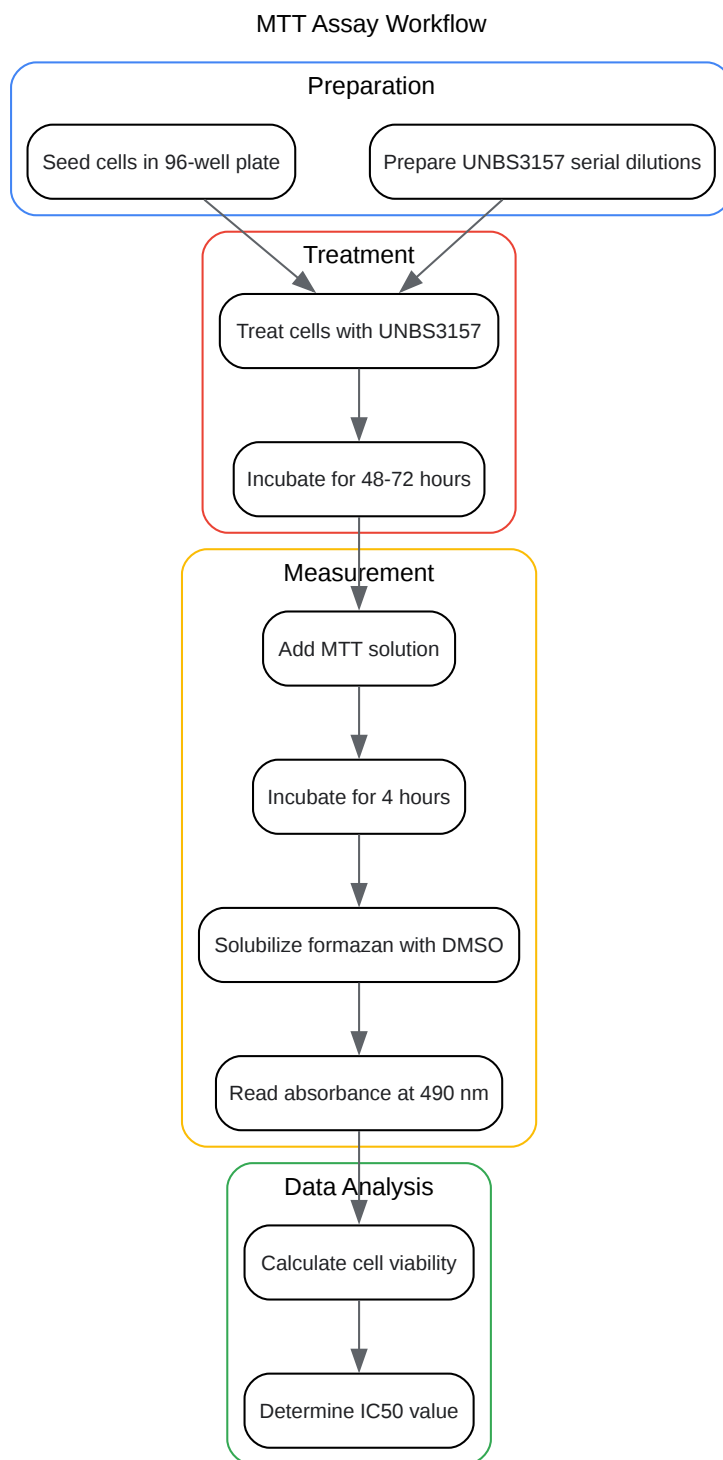 MTT Assay Workflow
Preparation
Seed cells in 96-well plate
Prepare UNBS3157 serial dilutions
Treatment
Treat cells with UNBS3157
Incubate for 48-72 hours
Measurement
Add MTT solution
Incubate for 4 hours
Solubilize formazan with DMSO
Read absorbance at 490 nm
Data Analysis
Calculate cell viability
Determine IC50 value